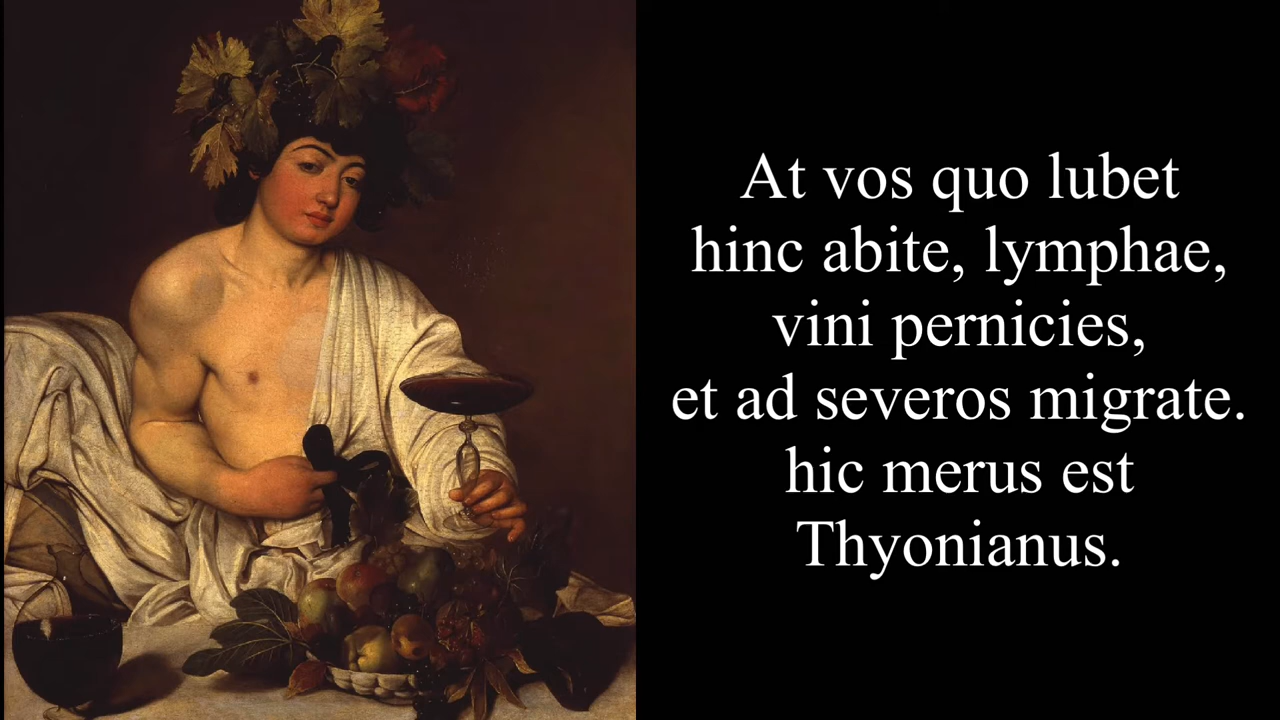 At vos quo lubet
hinc abite, lymphae,
vini pernicies,
et ad severos migrate.
hic merus est
Thyonianus.